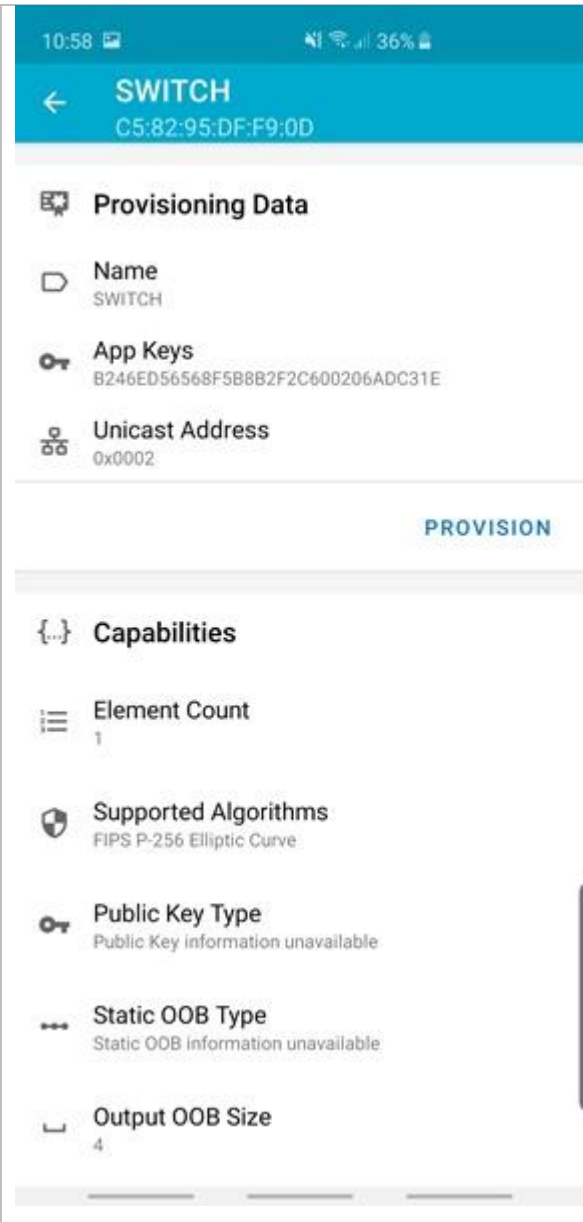 10:58 36%
SWITCH
C5:82:95:DF:F9:0D
Provisioning Data
Name
SWITCH
App Keys
B246ED56568F5B8B2F2C600206ADC31E
Unicast Address
0x0002
PROVISION
{...} Capabilities
Element Count
1
Supported Algorithms
FIPS P-256 Elliptic Curve
Public Key Type
Public Key information unavailable
Static OOB Type
Static OOB information unavailable
Output OOB Size
4